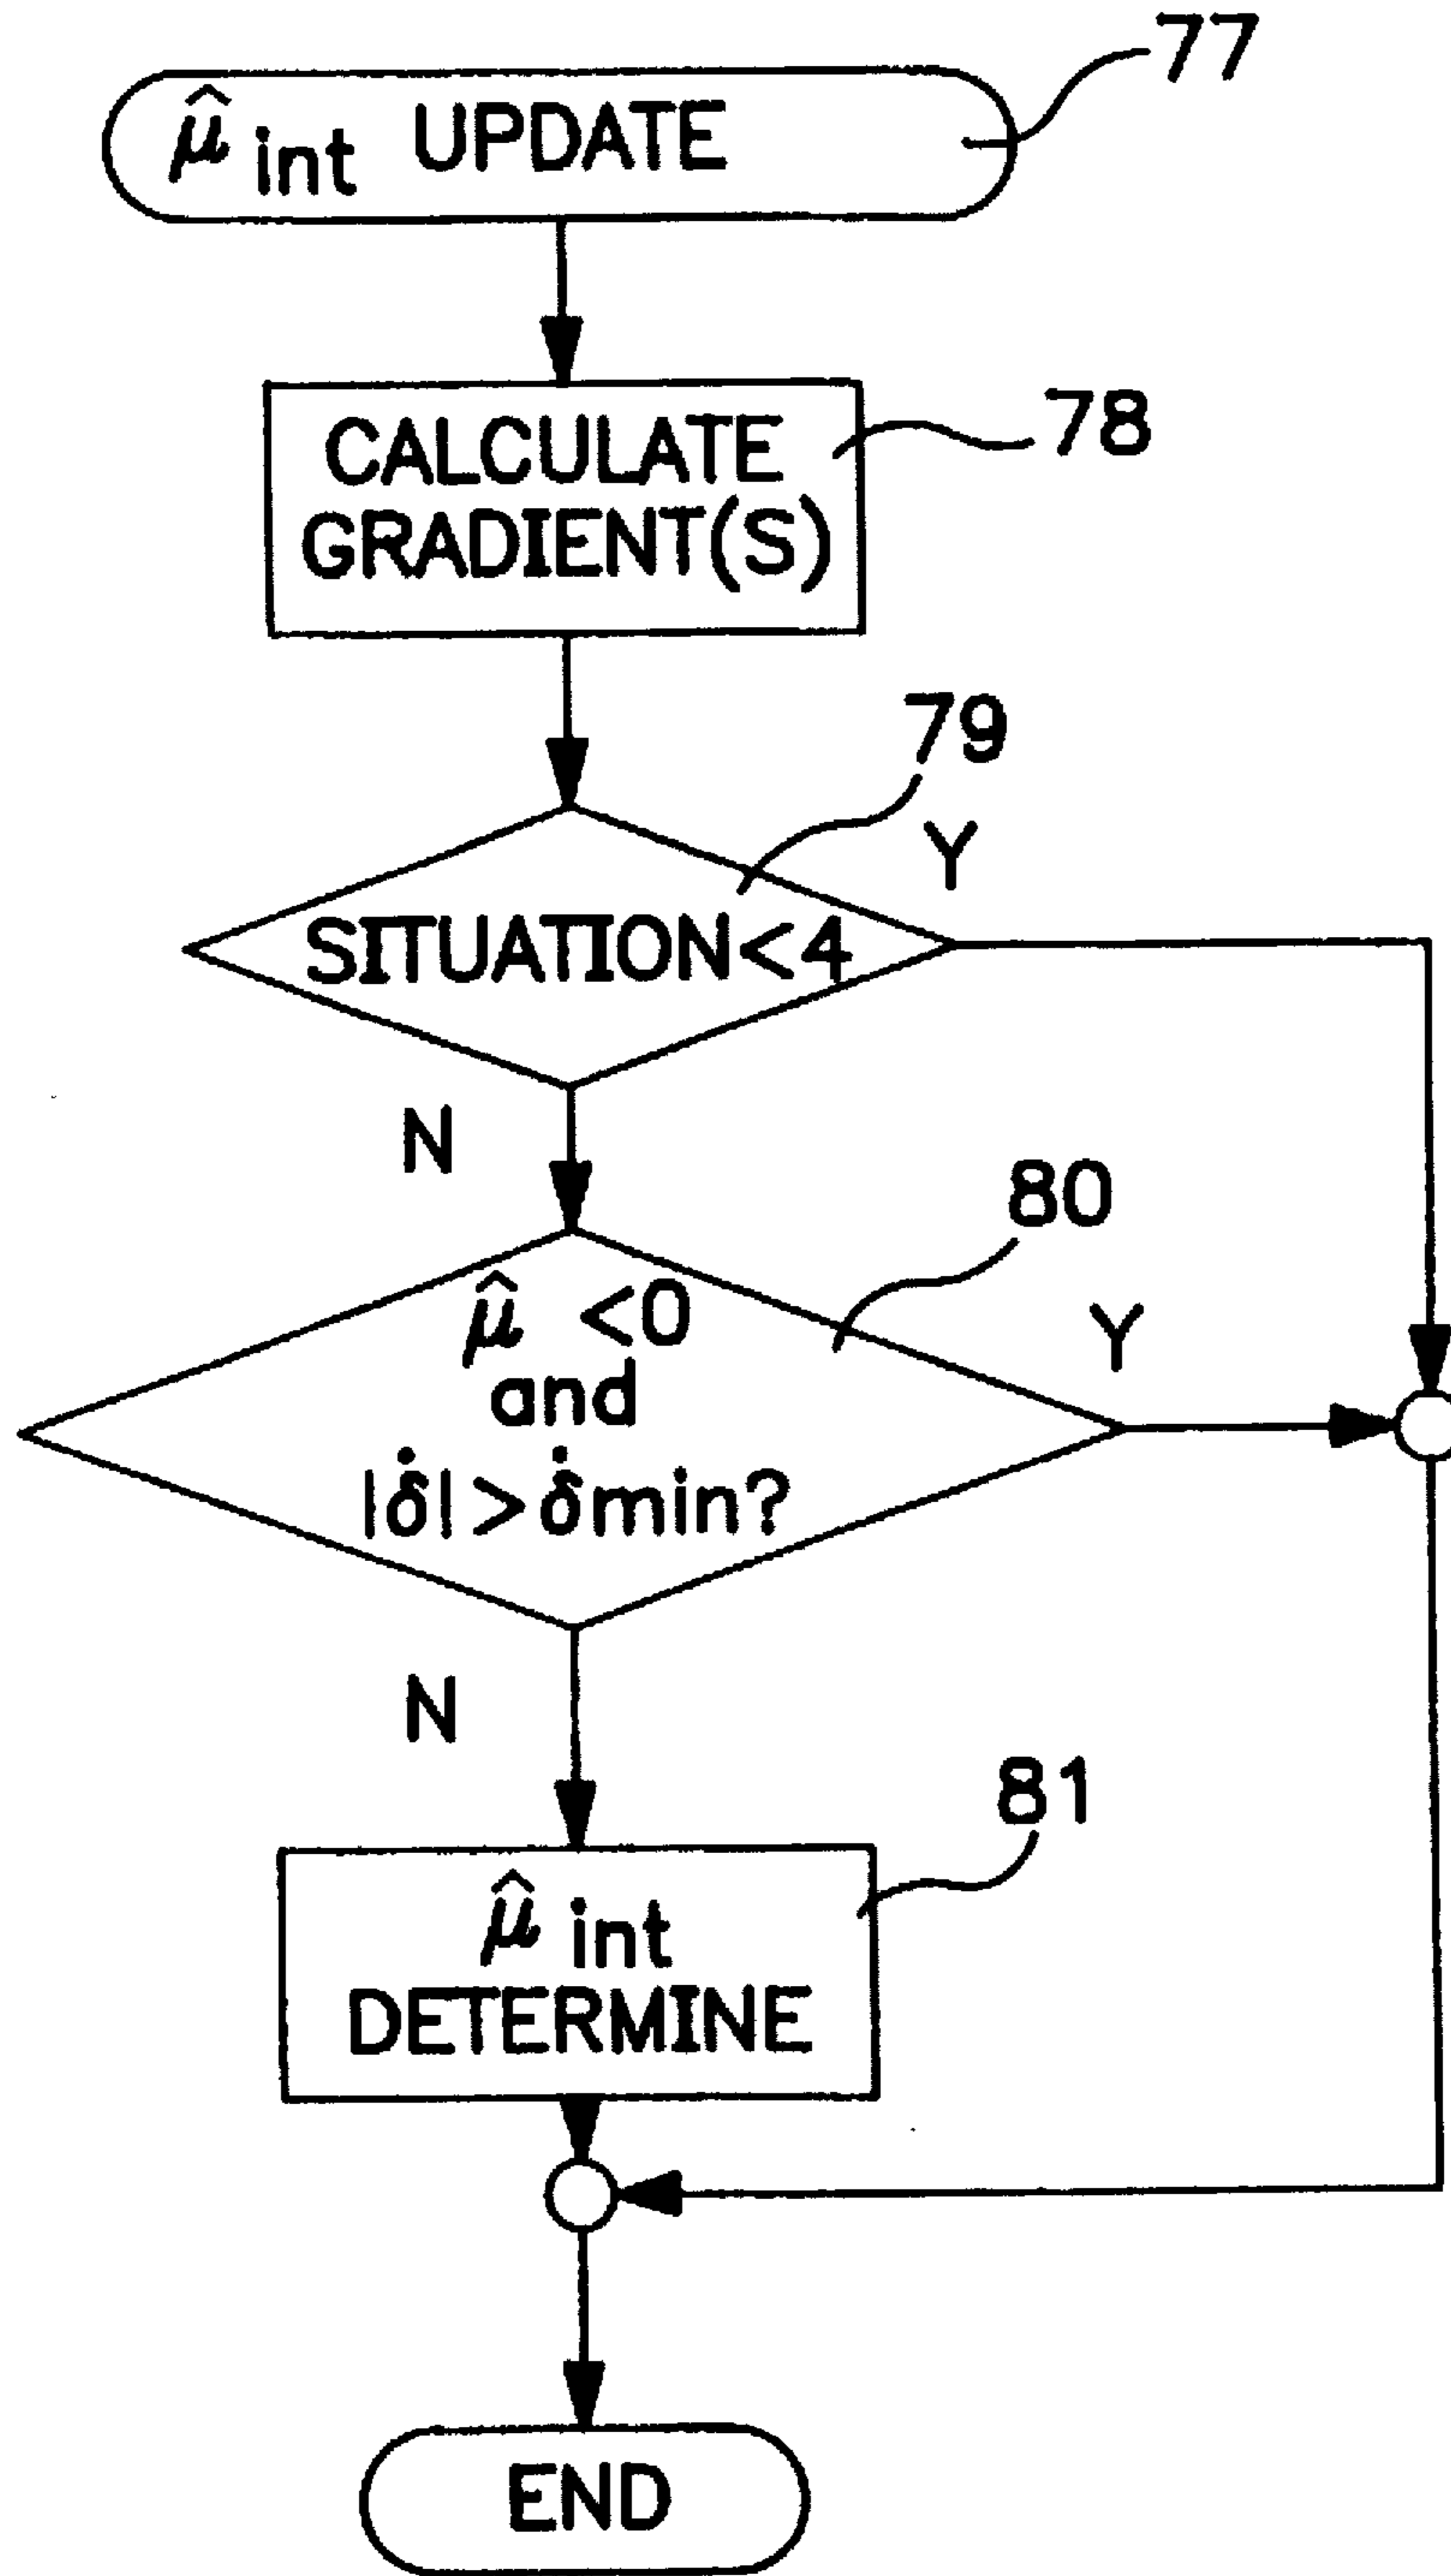 77
μ̂ int UPDATE
78
CALCULATE
GRADIENT(S)
79
Y
SITUATION<4
N
80
μ̂ <0
and
|δ̇|>δ̇min?
Y
N
81
μ̂ int
DETERMINE
END